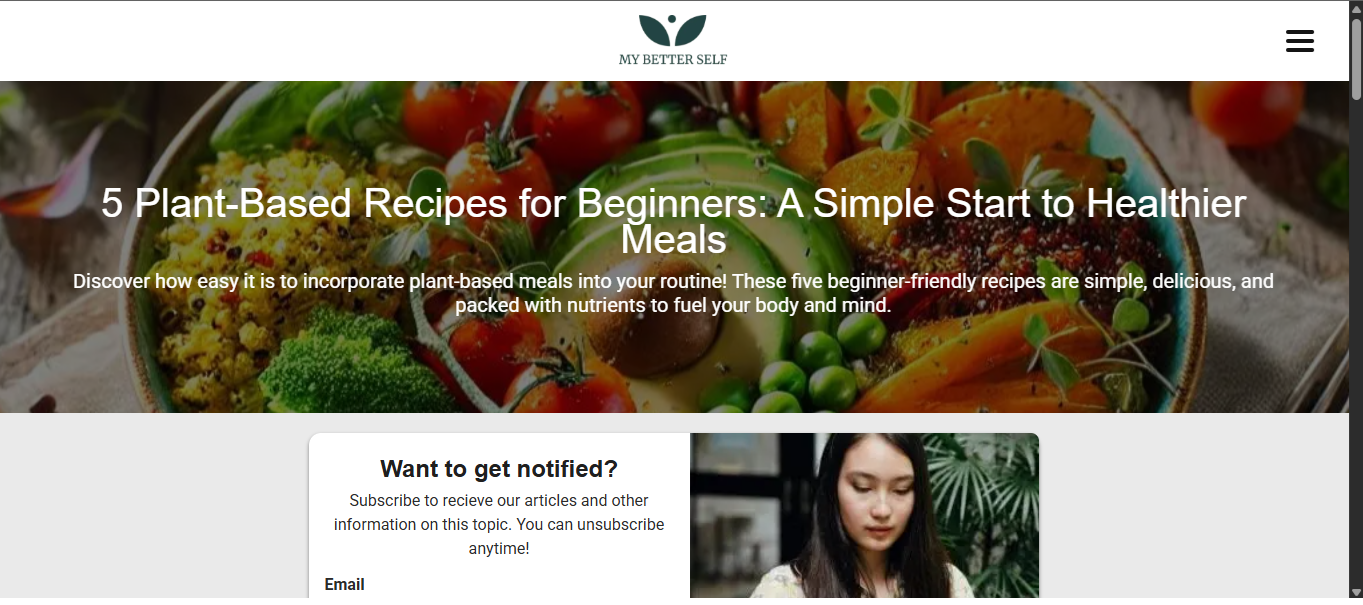 MY BETTER SELF
5 Plant-Based Recipes for Beginners: A Simple Start to Healthier
Meals
Discover how easy it is to incorporate plant-based meals into your routine! These five beginner-friendly recipes are simple, delicious, and
packed with nutrients to fuel your body and mind.
Want to get notified?
Subscribe to recieve our articles and other
information on this topic. You can unsubscribe
anytime!
Email